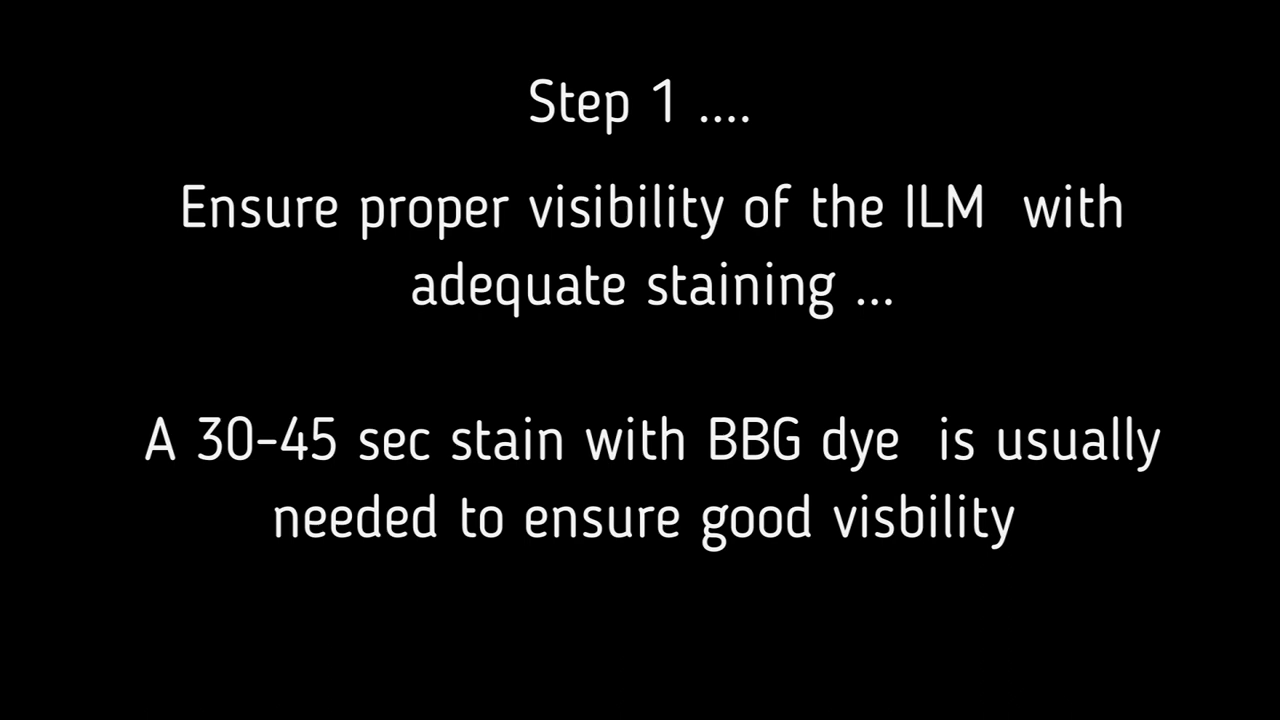 Step 1 ....
Ensure proper visibility of the ILM  with
adequate staining ...
A 30-45 sec stain with BBG dye  is usually
needed to ensure good visbility